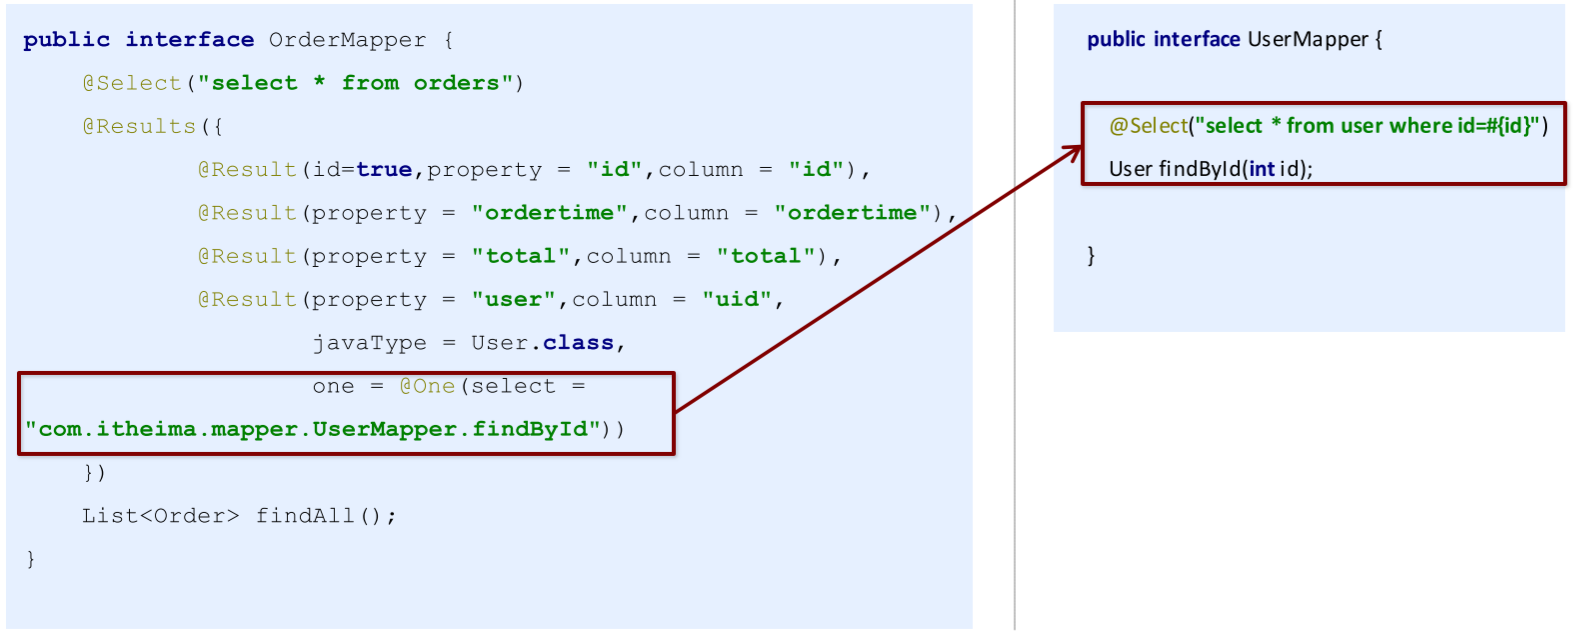 public interface OrderMapper {
@Select("select * from orders")
@Results({
@Result(id=true,property = "id",column = "id"),
@Result(property = "ordertime",column = "ordertime"),
@Result(property = "total",column = "total"),
@Result(property = "user",column = "uid",
javaType = User.class,
one = @One(select =
"com.itheima.mapper.UserMapper.findById"))
})
List<Order> findAll();
}
public interface UserMapper {
@Select("select * from user where id=#{id}")
User findById(int id);
}